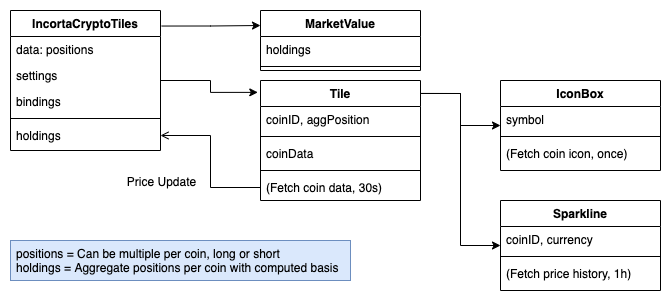 IncortaCryptoTiles
data: positions
settings
bindings
holdings
MarketValue
holdings
Tile
coinID, aggPosition
coinData
(Fetch coin data, 30s)
Price Update
IconBox
symbol
(Fetch coin icon, once)
Sparkline
coinID, currency
(Fetch price history, 1h)
positions = Can be multiple per coin, long or short
holdings = Aggregate positions per coin with computed basis